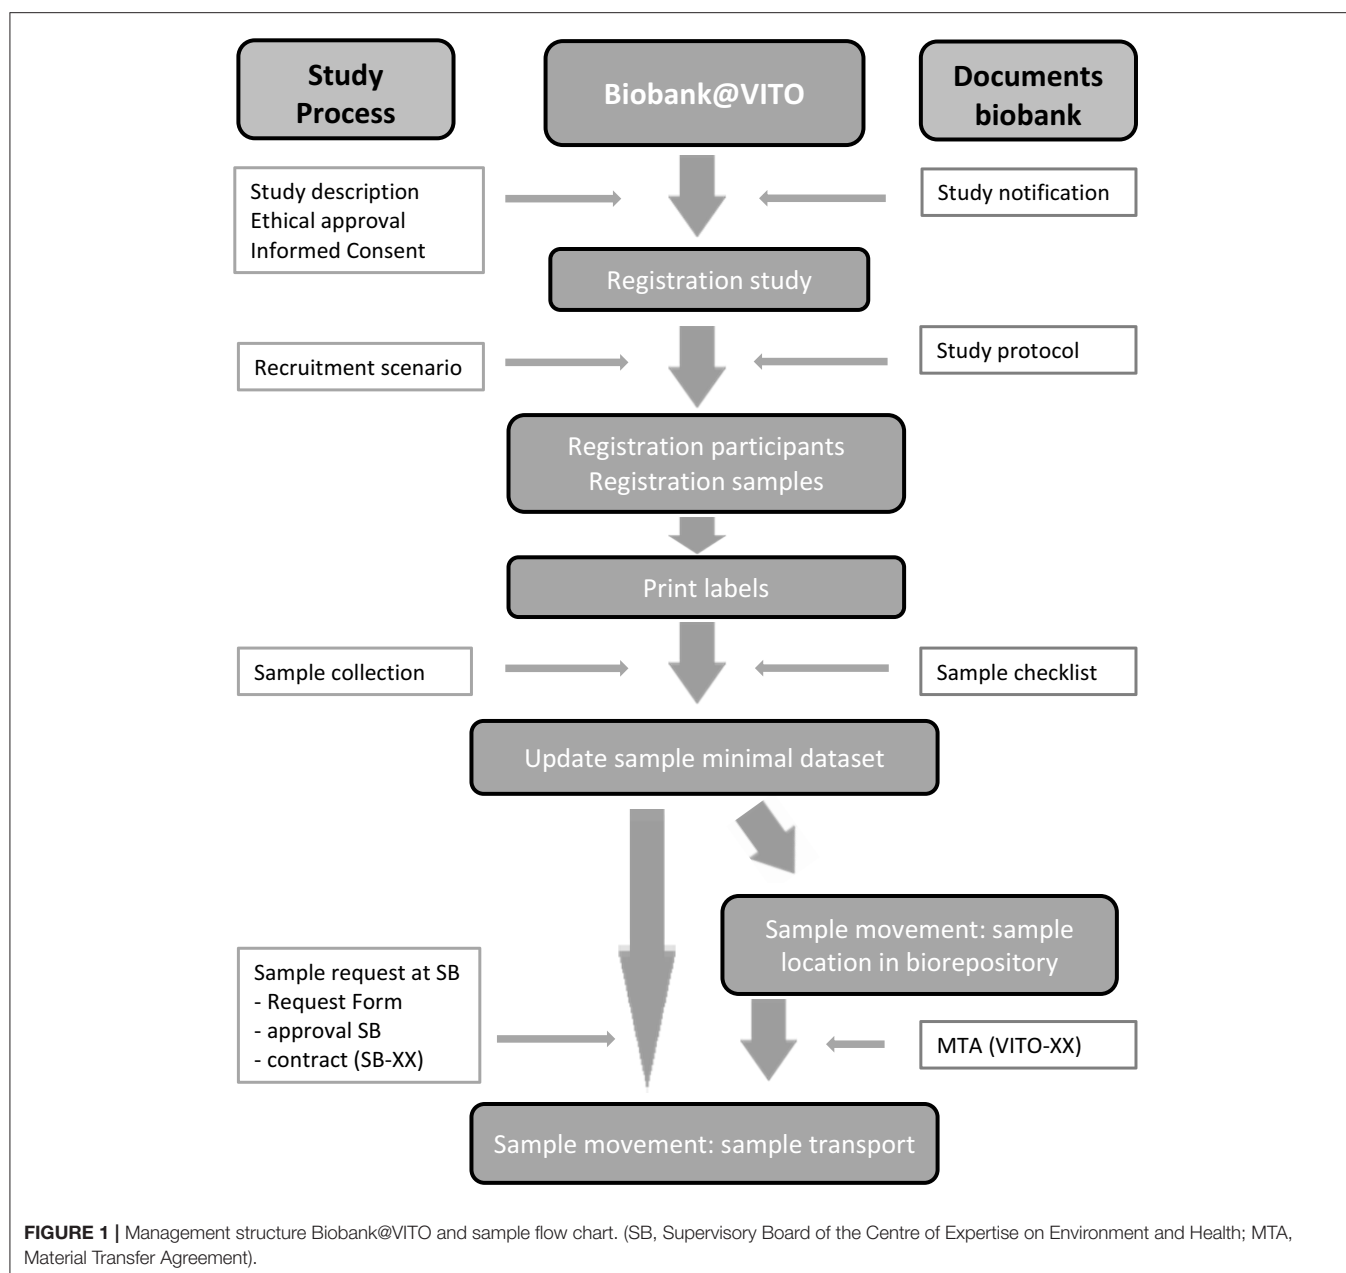 Study
Process
Biobank@VITO
Documents
biobank
Study description
Ethical approval
Informed Consent
Study notification
Registration study
Recruitment scenario
Study protocol
Registration participants
Registration samples
Print labels
Sample collection
Sample checklist
Update sample minimal dataset
Sample movement: sample
location in biorepository
Sample request at SB
- Request Form
- approval SB
- contract (SB-XX)
MTA (VITO-XX)
Sample movement: sample transport
FIGURE 1 | Management structure Biobank@VITO and sample flow chart. (SB, Supervisory Board of the Centre of Expertise on Environment and Health; MTA,
Material Transfer Agreement).